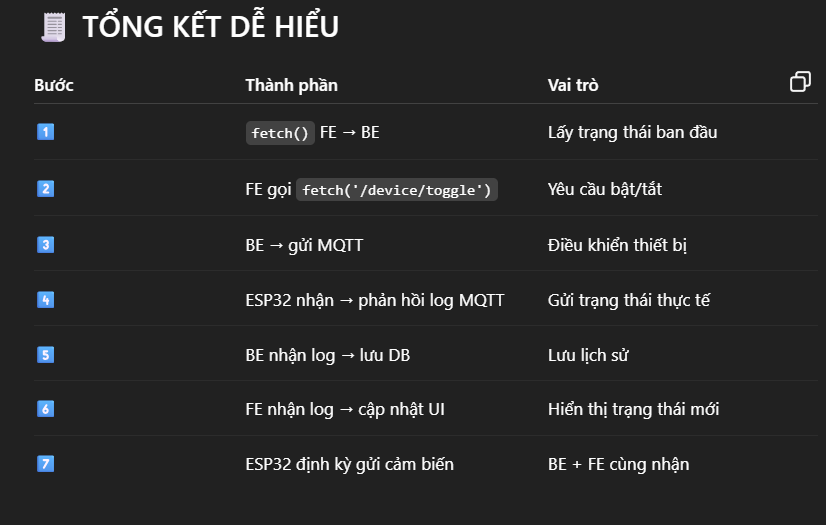 🧾 TỔNG KẾT DỄ HIỂU
Bước Thành phần Vai trò
1 fetch() FE → BE Lấy trạng thái ban đầu
2 FE gọi fetch('/device/toggle') Yêu cầu bật/tắt
3 BE → gửi MQTT Điều khiển thiết bị
4 ESP32 nhận → phản hồi log MQTT Gửi trạng thái thực tế
5 BE nhận log → lưu DB Lưu lịch sử
6 FE nhận log → cập nhật UI Hiển thị trạng thái mới
7 ESP32 định kỳ gửi cảm biến BE + FE cùng nhận